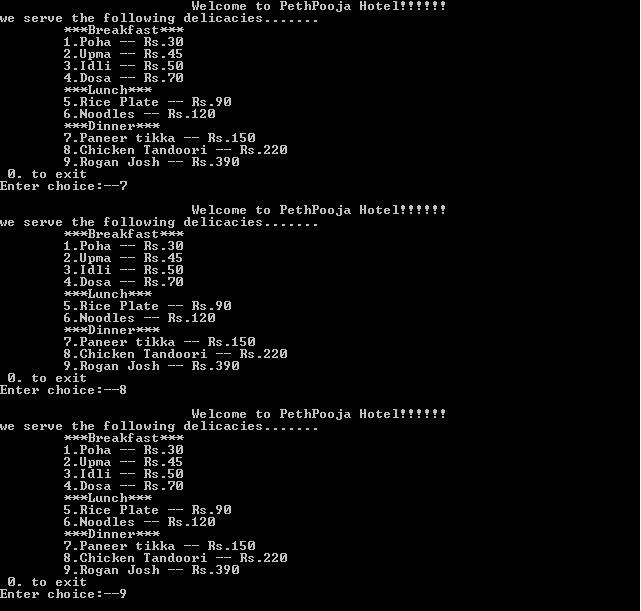 Welcome to PethPooja Hotel!!!!!!
we serve the following delicacies.......
***Breakfast***
1.Poha -- Rs.30
2.Upma -- Rs.45
3.Idli -- Rs.50
4.Dosa -- Rs.70
***Lunch***
5.Rice Plate -- Rs.90
6.Noodles -- Rs.120
***Dinner***
7.Paneer tikka -- Rs.150
8.Chicken Tandoori -- Rs.220
9.Rogan Josh -- Rs.390
0. to exit
Enter choice:--7
Welcome to PethPooja Hotel!!!!!!
we serve the following delicacies.......
***Breakfast***
1.Poha -- Rs.30
2.Upma -- Rs.45
3.Idli -- Rs.50
4.Dosa -- Rs.70
***Lunch***
5.Rice Plate -- Rs.90
6.Noodles -- Rs.120
***Dinner***
7.Paneer tikka -- Rs.150
8.Chicken Tandoori -- Rs.220
9.Rogan Josh -- Rs.390
0. to exit
Enter choice:--8
Welcome to PethPooja Hotel!!!!!!
we serve the following delicacies.......
***Breakfast***
1.Poha -- Rs.30
2.Upma -- Rs.45
3.Idli -- Rs.50
4.Dosa -- Rs.70
***Lunch***
5.Rice Plate -- Rs.90
6.Noodles -- Rs.120
***Dinner***
7.Paneer tikka -- Rs.150
8.Chicken Tandoori -- Rs.220
9.Rogan Josh -- Rs.390
0. to exit
Enter choice:--9